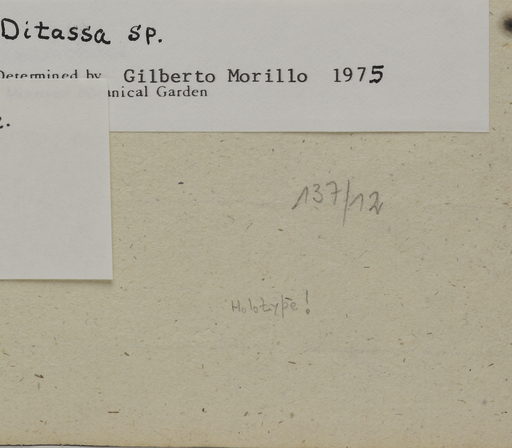 Ditassa sp.
Determined by Gilberto Morillo 1975
nical Garden
137/12
Holotype!